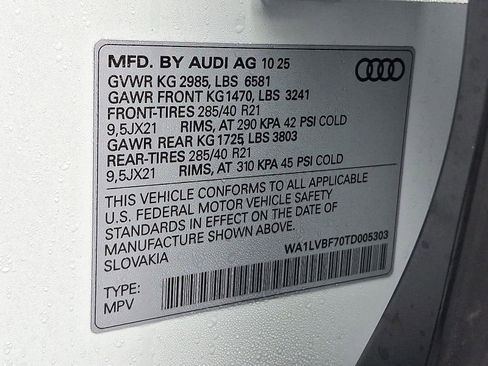 MFD. BY AUDI AG 10 25
GVWR KG 2985, LBS 6581
GAWR FRONT KG1470, LBS 3241
FRONT-TIRES 285/40 R21
9,5JX21 RIMS, AT 290 KPA 42 PSI COLD
GAWR REAR KG 1725, LBS 3803
REAR-TIRES 285/40 R21
9,5JX21 RIMS, AT 310 KPA 45 PSI COLD
THIS VEHICLE CONFORMS TO ALL APPLICABLE
U.S. FEDERAL MOTOR VEHICLE SAFETY
STANDARDS IN EFFECT ON THE DATE OF
MANUFACTURE SHOWN ABOVE.
SLOVAKIA
WA1LVBF70TD005303
TYPE:
MPV